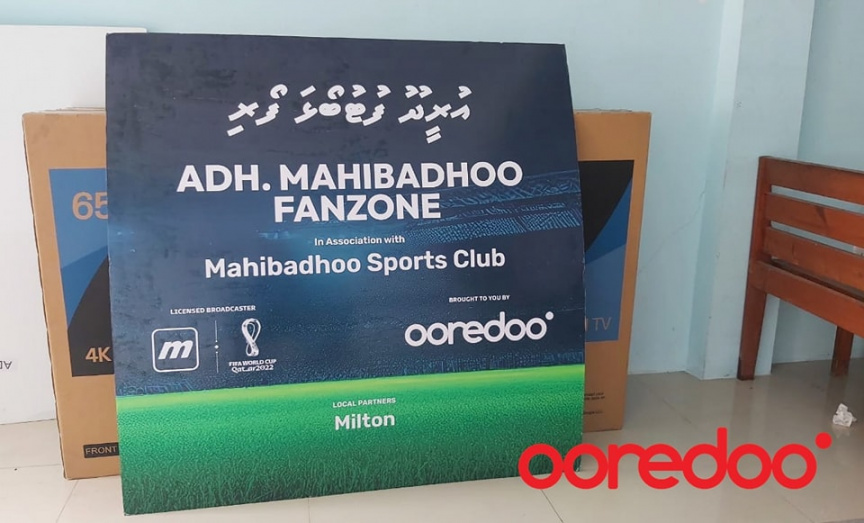 އުރީދޫ ފުޓުބޯޅަ ފޯރި
ADH. MAHIBADHOO
FANZONE
In Association with
Mahibadhoo Sports Club
LICENSED BROADCASTER
BROUGHT TO YOU BY
m
FIFA WORLD CUP
Qatar2022
ooredoo
LOCAL PARTNERS
Milton
65
4K
TV
FRONT
AD
ooredoo